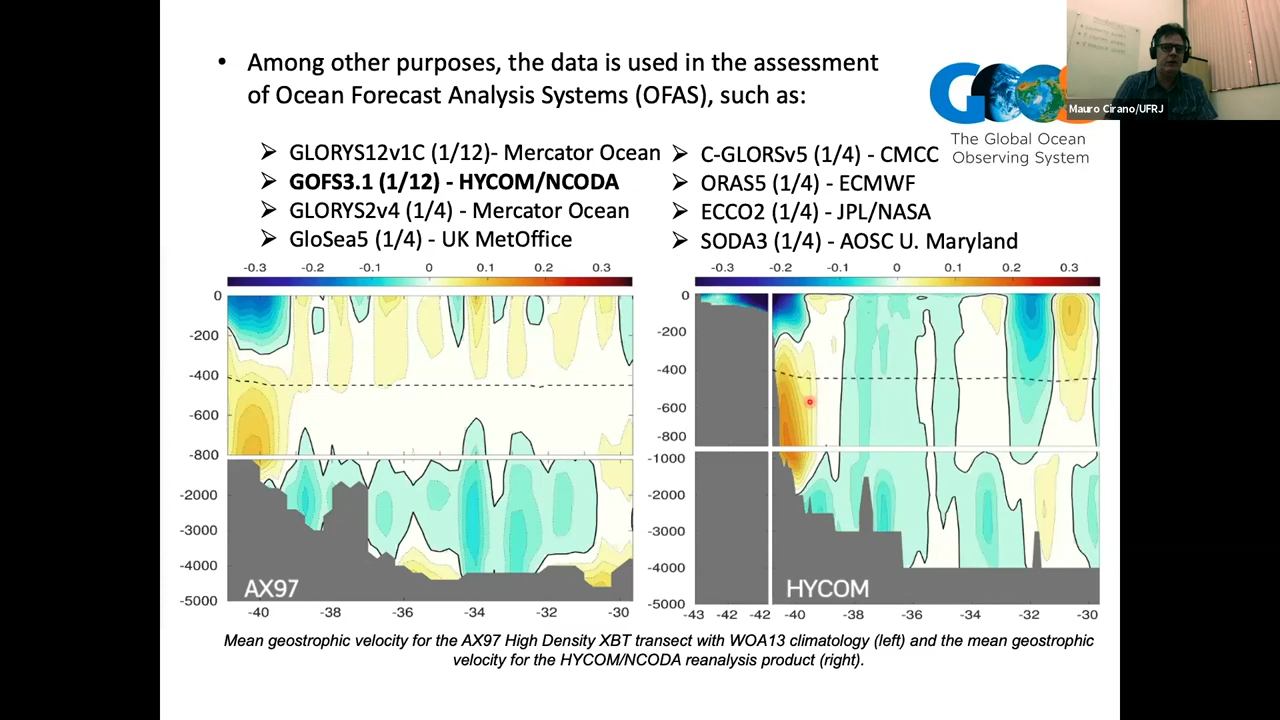 • Among other purposes, the data is used in the assessment
of Ocean Forecast Analysis Systems (OFAS), such as:
➢ GLORYS12v1C (1/12)- Mercator Ocean
➢ GOFS3.1 (1/12) - HYCOM/NCODA
➢ GLORYS2v4 (1/4) - Mercator Ocean
➢ GloSea5 (1/4) - UK MetOffice
➢ C-GLORSv5 (1/4) - CMCC
➢ ORAS5 (1/4) - ECMWF
➢ ECCO2 (1/4) - JPL/NASA
➢ SODA3 (1/4) - AOSC U. Maryland
The Global Ocean
Observing System
Mauro Cirano/UFRJ
-0.3 -0.2 -0.1 0 0.1 0.2 0.3
0
-200
-400
-600
-800
-2000
-3000
-4000
-5000
AX97
-40 -38 -36 -34 -32 -30
-0.3 -0.2 -0.1 0 0.1 0.2 0.3
0
-200
-400
-600
-800
-1000
-2000
-3000
-4000
-5000
HYCOM
-43 -42 -42 -40 -38 -36 -34 -32 -30
Mean geostrophic velocity for the AX97 High Density XBT transect with WOA13 climatology (left) and the mean geostrophic
velocity for the HYCOM/NCODA reanalysis product (right).